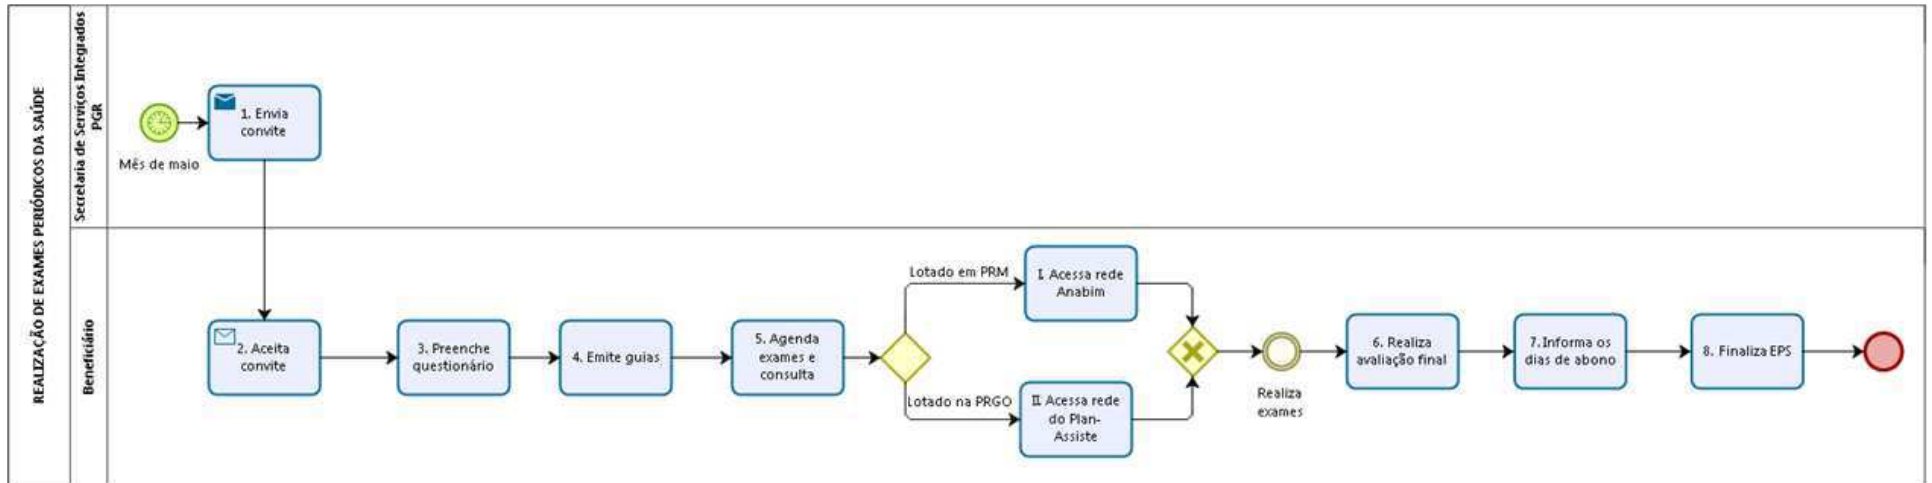 REALIZAÇÃO DE EXAMES PERIÓDICOS DA SAÚDE
Secretaria de Serviços Integrados
PGR
Mês de maio
1. Envia
convite
Beneficiário
2. Aceita
convite
3. Preenche
questionário
4. Emite guias
5. Agenda
exames e
consulta
Lotado em PRM
I. Acessa rede
Anabim
Lotado na PRGO
II. Acessa rede
do Plan-
Assiste
Realiza
exames
6. Realiza
avaliação final
7.Informa os
dias de abono
8. Finaliza EPS